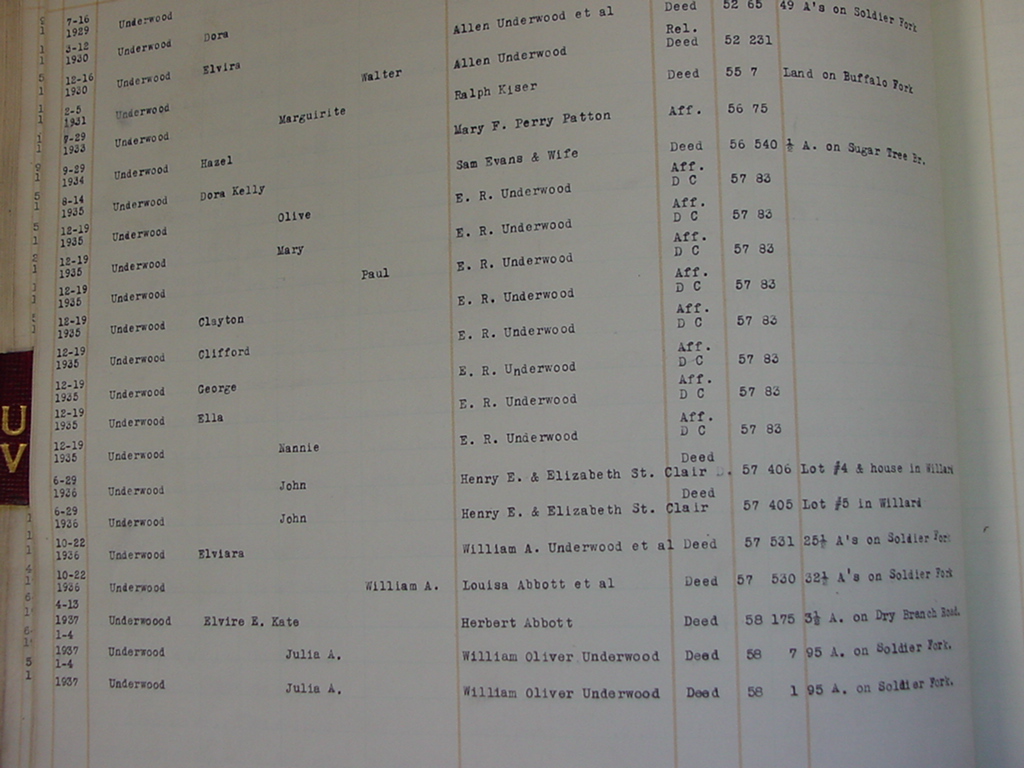 7-16
1929 Underwood Allen Underwood et al Deed 52 65 49 A's on Soldier Fork
3-12
1930 Underwood Dora Allen Underwood Rel. Deed 52 231
12-16
1930 Underwood Elvira Walter Ralph Kiser Deed 55 7 Land on Buffalo Fork
2-5
1931 Underwood Marguirite Mary F. Perry Patton Aff. 56 75
7-29
1933 Underwood Sam Evans & Wife Deed 56 540 ½ A. on Sugar Tree Br.
9-29
1934 Underwood Hazel E. R. Underwood Aff. D C 57 83
8-14
1935 Underwood Dora Kelly E. R. Underwood Aff. D C 57 83
12-19
1935 Underwood Olive E. R. Underwood Aff. D C 57 83
12-19
1935 Underwood Mary E. R. Underwood Aff. D C 57 83
12-19
1935 Underwood Paul E. R. Underwood Aff. D C 57 83
12-19
1935 Underwood Clayton E. R. Underwood Aff. D C 57 83
12-19
1935 Underwood Clifford E. R. Underwood Aff. D C 57 83
12-19
1935 Underwood George E. R. Underwood Aff. D C 57 83
12-19
1935 Underwood Ella
12-19
1935 Underwood Nannie
6-29
1936 Underwood John Henry E. & Elizabeth St. Clair Deed 57 406 Lot #4 & house in Willard
6-29
1936 Underwood John Henry E. & Elizabeth St. Clair Deed 57 405 Lot #5 in Willard
10-22
1936 Underwood Elviara William A. Underwood et al Deed 57 531 25½ A's on Soldier Fork
10-22
1936 Underwood William A. Louisa Abbott et al Deed 57 530 32½ A's on Soldier Fork
4-13
1937 Underwoood Elvire E. Kate Herbert Abbott Deed 58 175 3½ A. on Dry Branch Road.
1-4
1937 Underwood Julia A. William Oliver Underwood Deed 58 7 95 A. on Soldier Fork.
1-4
1937 Underwood Julia A. William Oliver Underwood Deed 58 1 95 A. on Soldier Fork.
U
V